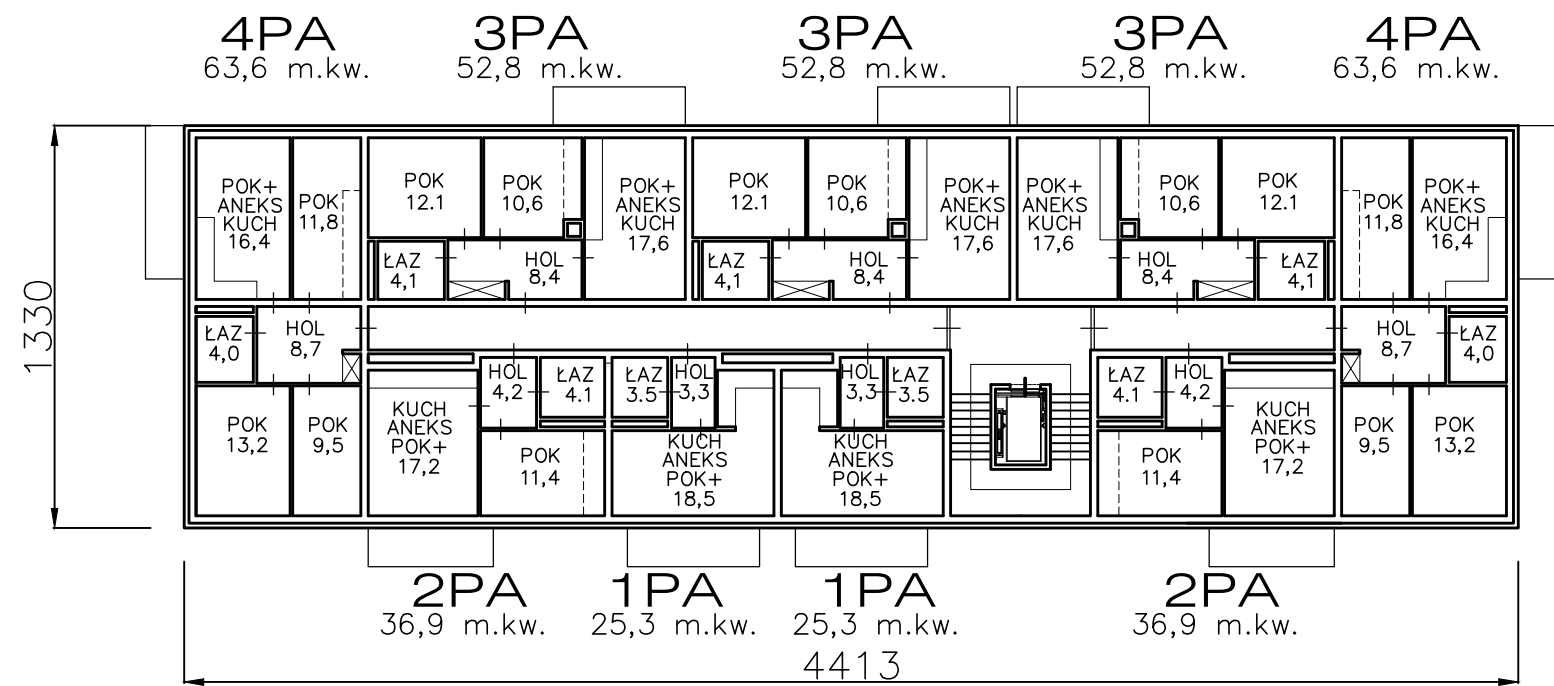 4PA
63,6 m.kw.
3PA
52,8 m.kw.
3PA
52,8 m.kw.
3PA
52,8 m.kw.
4PA
63,6 m.kw.
1330
POK+
ANEKS
KUCH
16,4
POK
11,8
POK
12.1
POK
10,6
POK+
ANEKS
KUCH
17,6
POK
12.1
POK
10,6
POK+
ANEKS
KUCH
17,6
POK+
ANEKS
KUCH
17,6
POK
10,6
POK
12.1
POK
11,8
POK+
ANEKS
KUCH
16,4
ŁAZ
4,1
HOL
8,4
ŁAZ
4,1
HOL
8,4
HOL
8,4
ŁAZ
4,1
ŁAZ
4,0
HOL
8,7
HOL
8,7
ŁAZ
4,0
HOL
4,2
ŁAZ
4.1
ŁAZ
3.5
HOL
3,3
HOL
3,3
ŁAZ
3.5
ŁAZ
4.1
HOL
4,2
POK
13,2
POK
9,5
KUCH
ANEKS
POK+
17,2
POK
11,4
KUCH
ANEKS
POK+
18,5
KUCH
ANEKS
POK+
18,5
POK
11,4
KUCH
ANEKS
POK+
17,2
POK
9,5
POK
13,2
2PA
36,9 m.kw.
1PA
25,3 m.kw.
1PA
25,3 m.kw.
2PA
36,9 m.kw.
4413